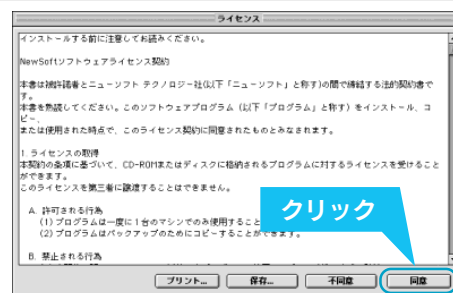 ライセンス
インストールする前に注意してお読みください。
NewSoftソフトウェアライセンス契約
本書は被許諾者とニューソフト テクノロジー社(以下「ニューソフト」と称す)の間で締結する法的契約書で
す。
本書を熟読してください。このソフトウェアプログラム(以下「プログラム」と称す)をインストール、コ
ピー、
または使用された時点で、このライセンス契約に同意されたものとみなされます。
1. ライセンスの取得
本契約の条項に基づいて、CD-ROMまたはディスクに格納されるプログラムに対するライセンスを受けること
ができます。
このライセンスを第三者に譲渡することはできません。
A. 許可される行為
(1) プログラムは一度に1台のマシンでのみ使用すること
(2) プログラムはバックアップのためにコピーすることができます。
クリック
B. 禁止される行為
プリント... 保存... 不同意 同意